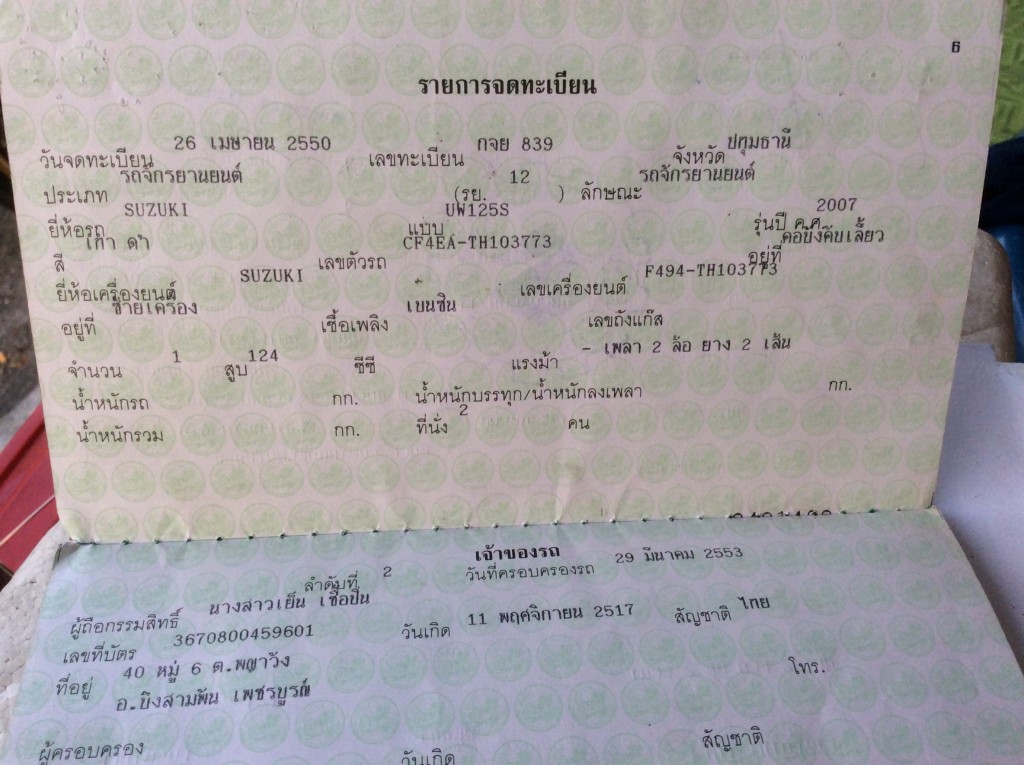 6
รายการจดทะเบียน
วันจดทะเบียน 26 เมษายน 2550 เลขทะเบียน กจย 839 จังหวัด ปทุมธานี
ประเภท รถจักรยานยนต์ (รย. 12 ) ลักษณะ รถจักรยานยนต์
ยี่ห้อรถ SUZUKI แบบ UW125S รุ่นปี ค.ศ. 2007
สี เทา ดำ เลขตัวรถ CF4EA-TH103773 อยู่ที่ คอบังคับเลี้ยว
ยี่ห้อเครื่องยนต์ SUZUKI เลขเครื่องยนต์ F494-TH103773
อยู่ที่ ซ้ายเครื่อง เชื้อเพลิง เบนซิน เลขถังแก๊ส
จำนวน 1 สูบ 124 ซีซี แรงม้า - เพลา 2 ล้อ ยาง 2 เส้น
น้ำหนักรถ กก. น้ำหนักบรรทุก/น้ำหนักลงเพลา กก.
น้ำหนักรวม กก. ที่นั่ง 2 คน
เจ้าของรถ
ลำดับที่ 2 วันที่ครอบครองรถ 29 มีนาคม 2553
ผู้ถือกรรมสิทธิ์ นางสาวเย็น เชื้อปั้น
เลขที่บัตร 3670800459601 วันเกิด 11 พฤศจิกายน 2517 สัญชาติ ไทย
ที่อยู่ 40 หมู่ 6 ต.พญาวัง โทร.
อ.บึงสามพัน เพชรบูรณ์
ผู้ครอบครอง วันเกิด สัญชาติ